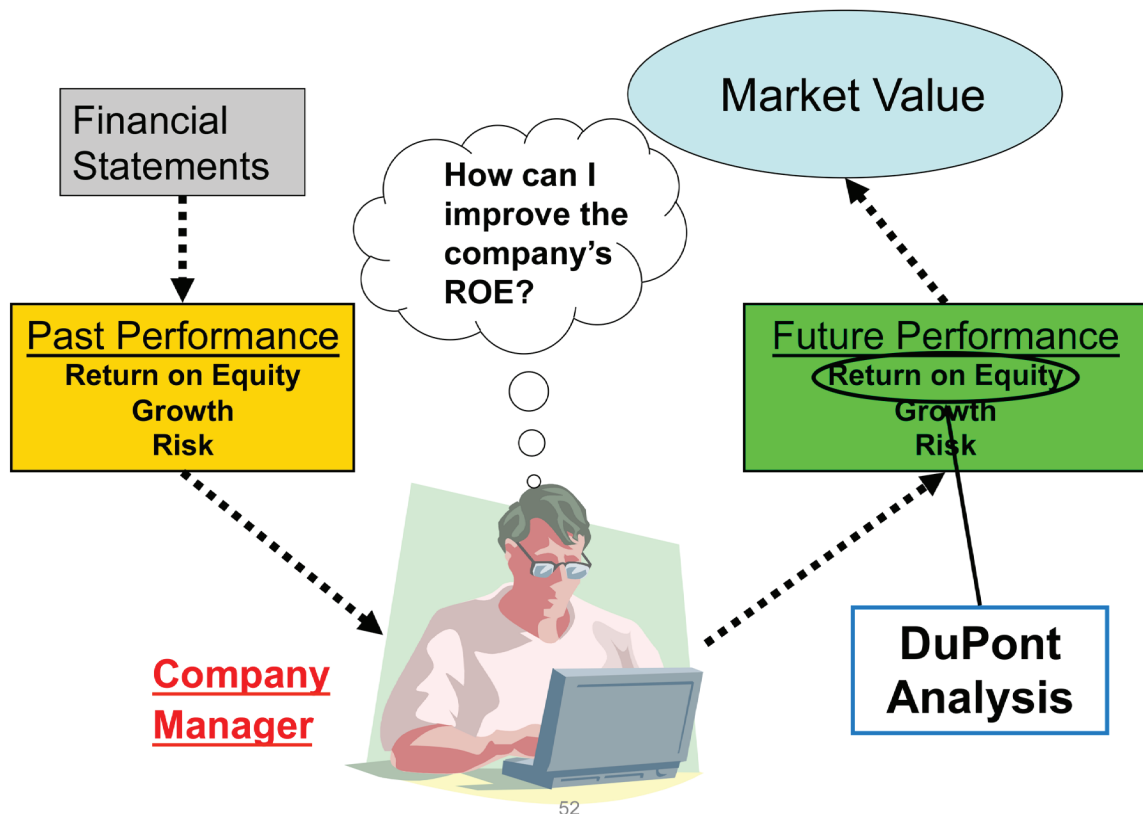 Market Value
Financial
Statements
How can I
improve the
company’s
ROE?
Past Performance
Return on Equity
Growth
Risk
Future Performance
Return on Equity
Growth
Risk
Company
Manager
DuPont
Analysis
52